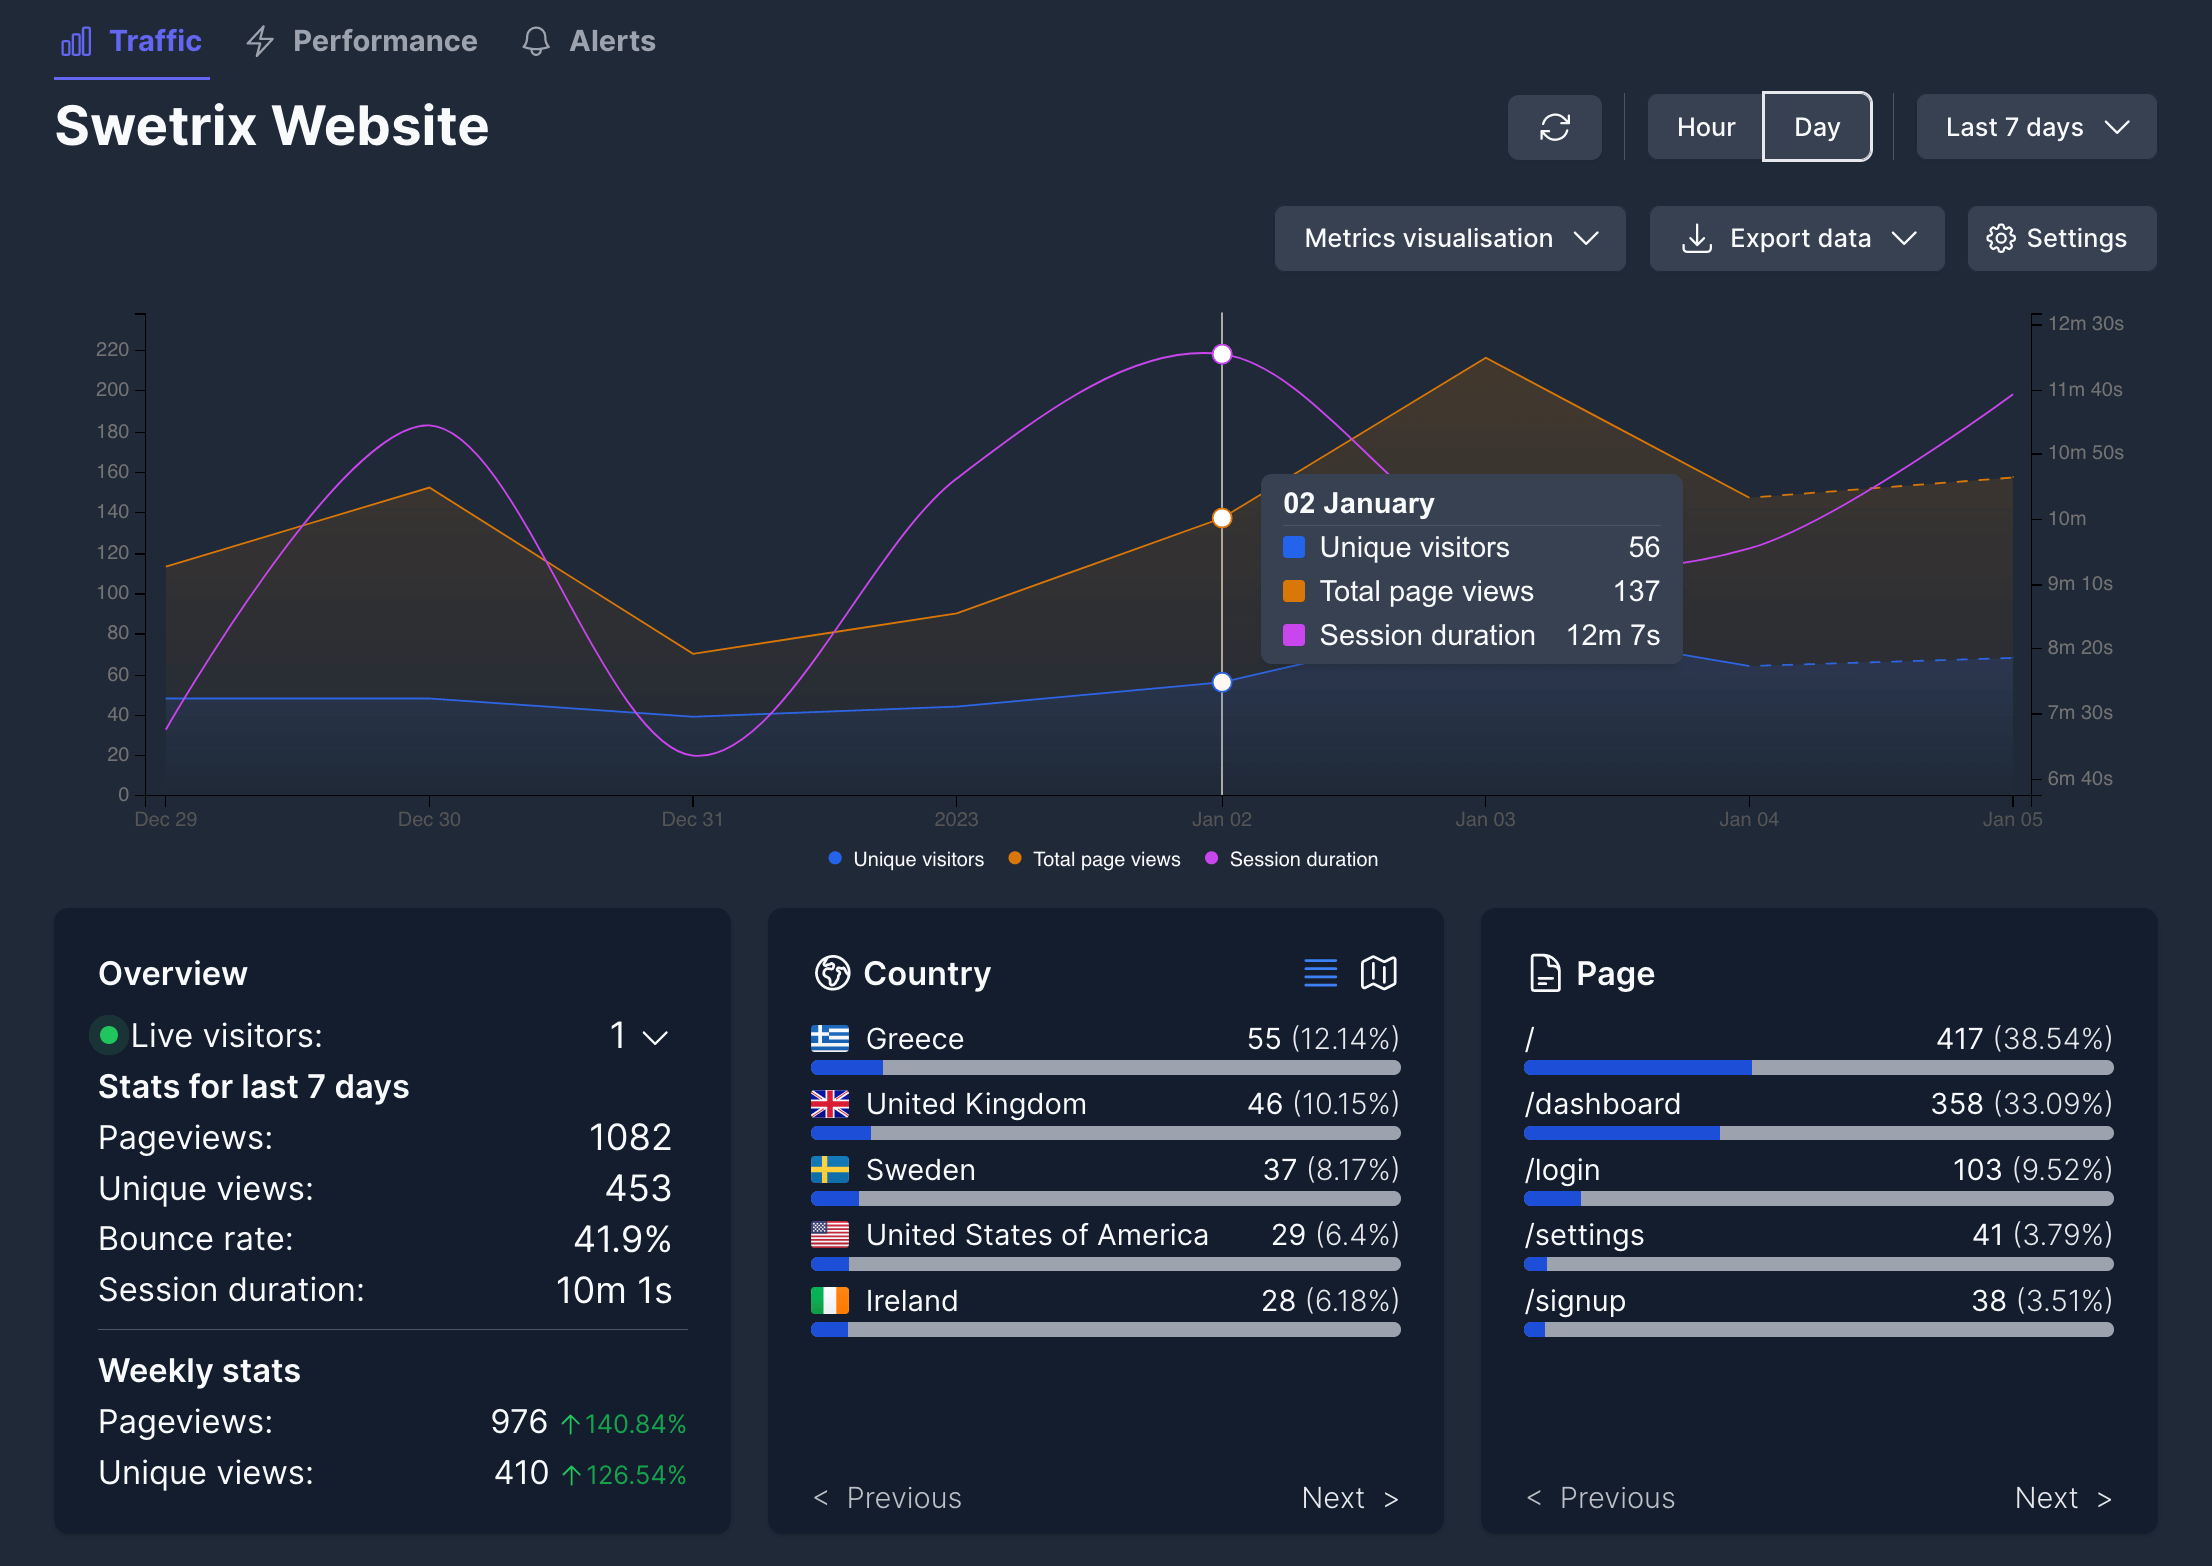 Traffic Performance Alerts
Swetrix Website
Hour Day Last 7 days
Metrics visualisation Export data Settings
220
200
180
160
140
120
100
80
60
40
20
0
12m 30s
11m 40s
10m 50s
10m
9m 10s
8m 20s
7m 30s
6m 40s
02 January
Unique visitors 56
Total page views 137
Session duration 12m 7s
Dec 29 Dec 30 Dec 31 2023 Jan 02 Jan 03 Jan 04 Jan 05
Unique visitors Total page views Session duration
Overview
Live visitors: 1
Stats for last 7 days
Pageviews: 1082
Unique views: 453
Bounce rate: 41.9%
Session duration: 10m 1s
Weekly stats
Pageviews: 976 ↑140.84%
Unique views: 410 ↑126.54%
Country
Greece 55 (12.14%)
United Kingdom 46 (10.15%)
Sweden 37 (8.17%)
United States of America 29 (6.4%)
Ireland 28 (6.18%)
< Previous Next >
Page
/ 417 (38.54%)
/dashboard 358 (33.09%)
/login 103 (9.52%)
/settings 41 (3.79%)
/signup 38 (3.51%)
< Previous Next >